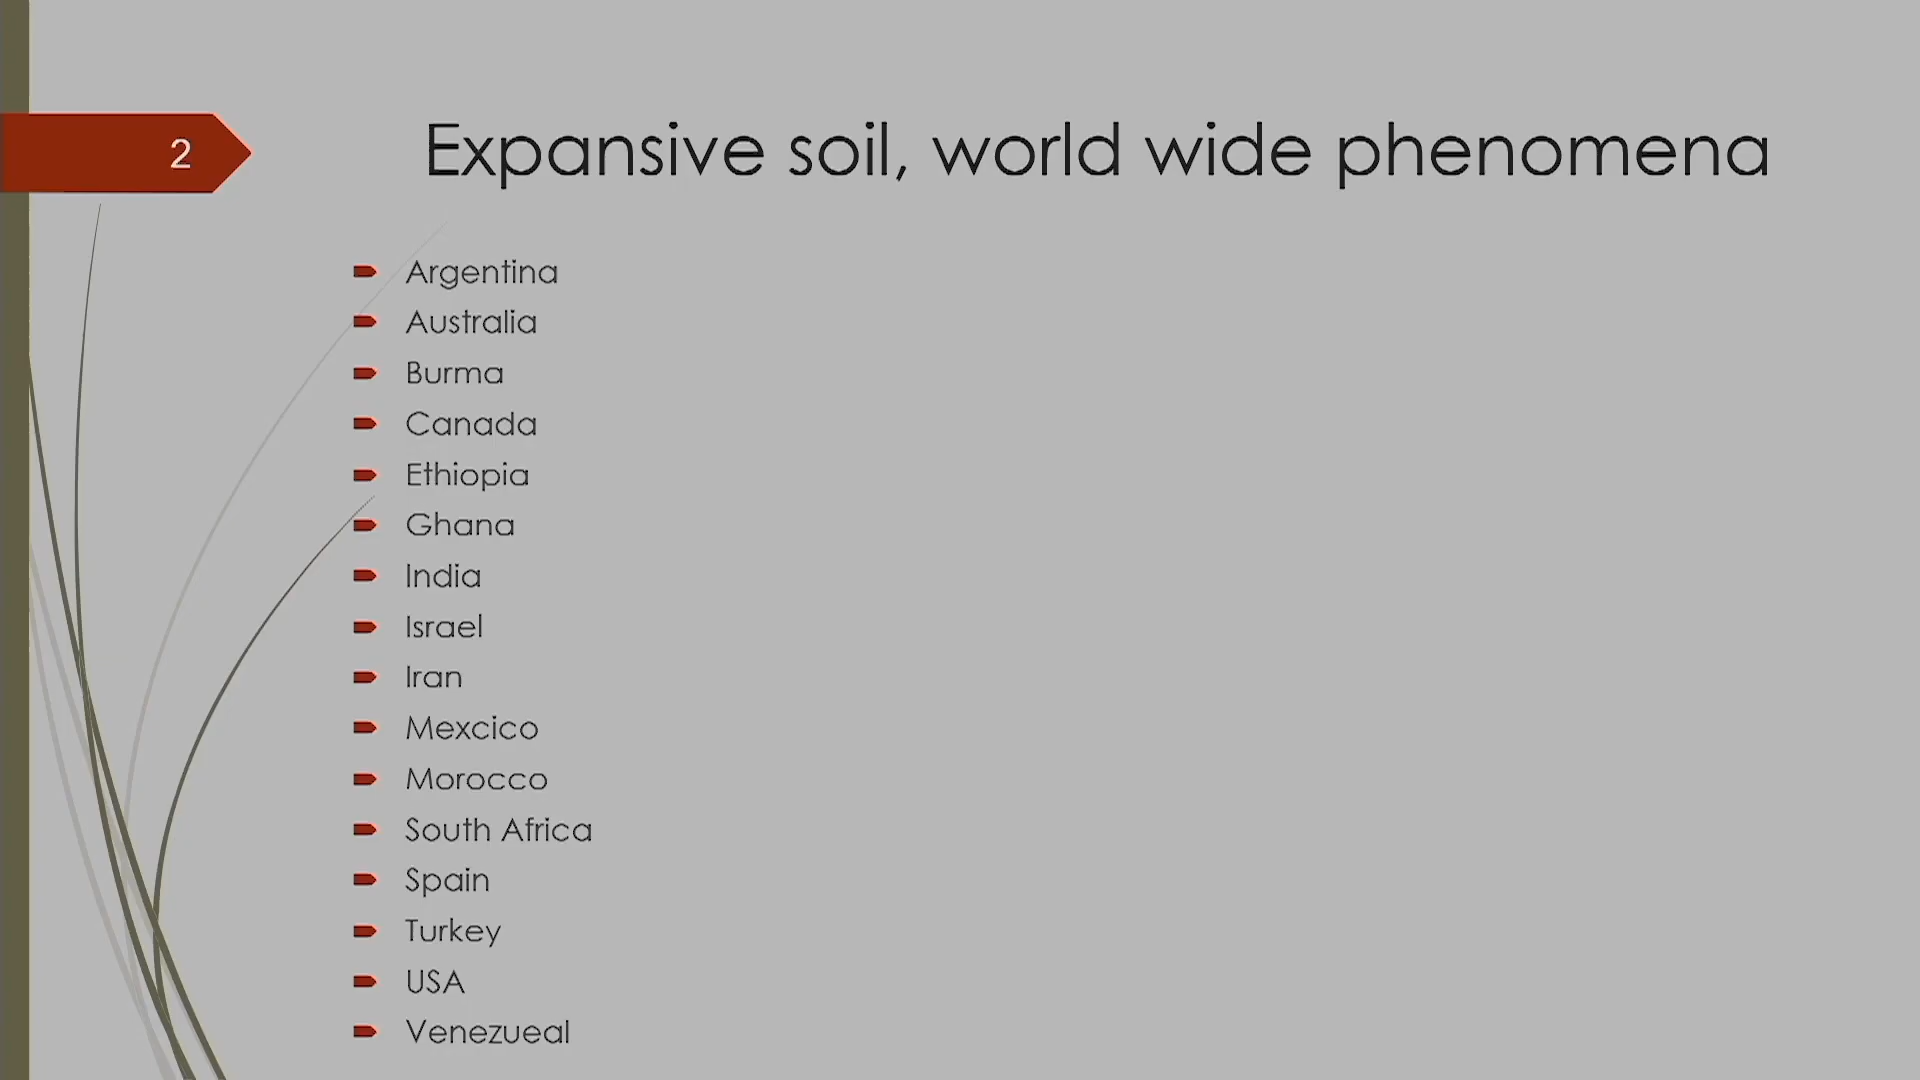 2
Expansive soil, world wide phenomena
Argentina
Australia
Burma
Canada
Ethiopia
Ghana
India
Israel
Iran
Mexcico
Morocco
South Africa
Spain
Turkey
USA
Venezueal